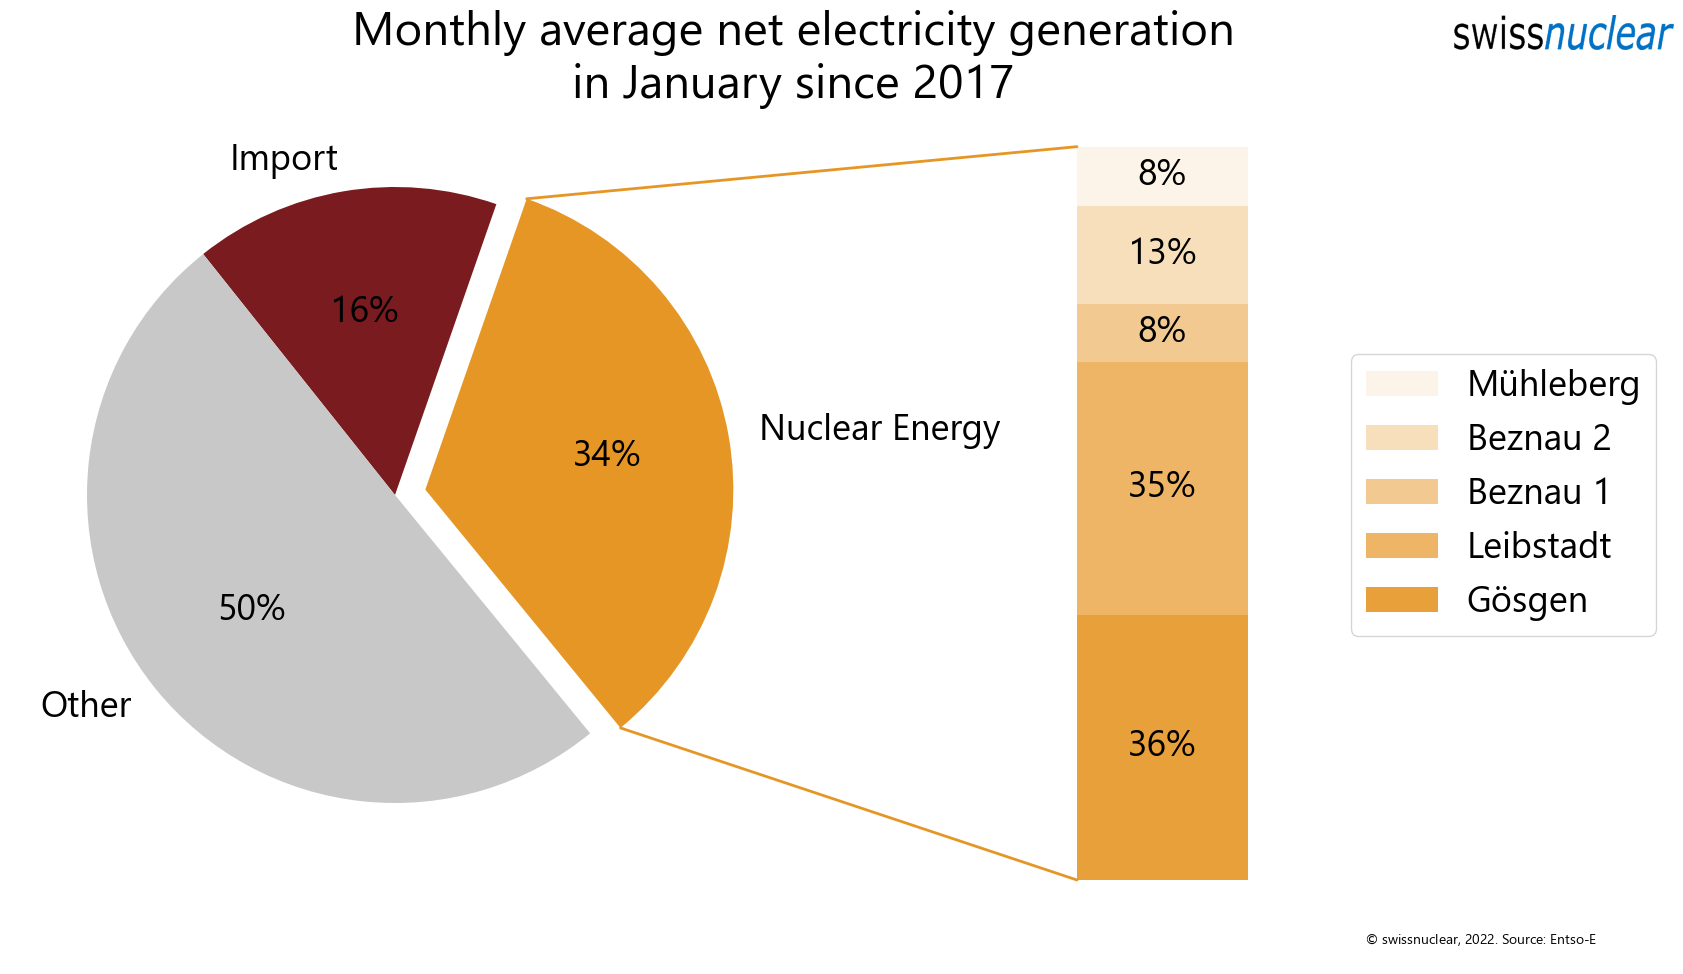 Monthly average net electricity generation
in January since 2017
swissnuclear
Import
16%
34%
Nuclear Energy
50%
Other
8%
13%
8%
35%
36%
Mühleberg
Beznau 2
Beznau 1
Leibstadt
Gösgen
© swissnuclear, 2022. Source: Entso-E